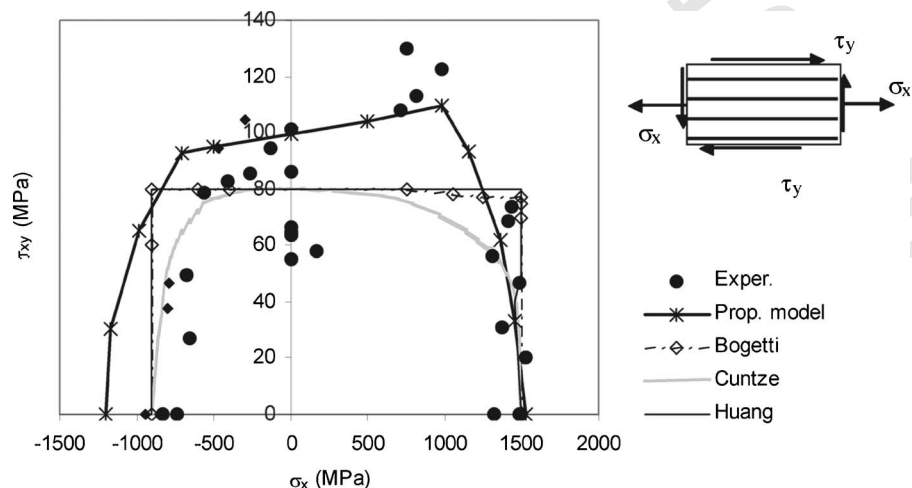 140
120
100
80
60
40
20
0
τxy (MPa)
-1500 -1000 -500 0 500 1000 1500 2000
σx (MPa)
τy
σx
σx
τy
Exper.
Prop. model
Bogetti
Cuntze
Huang